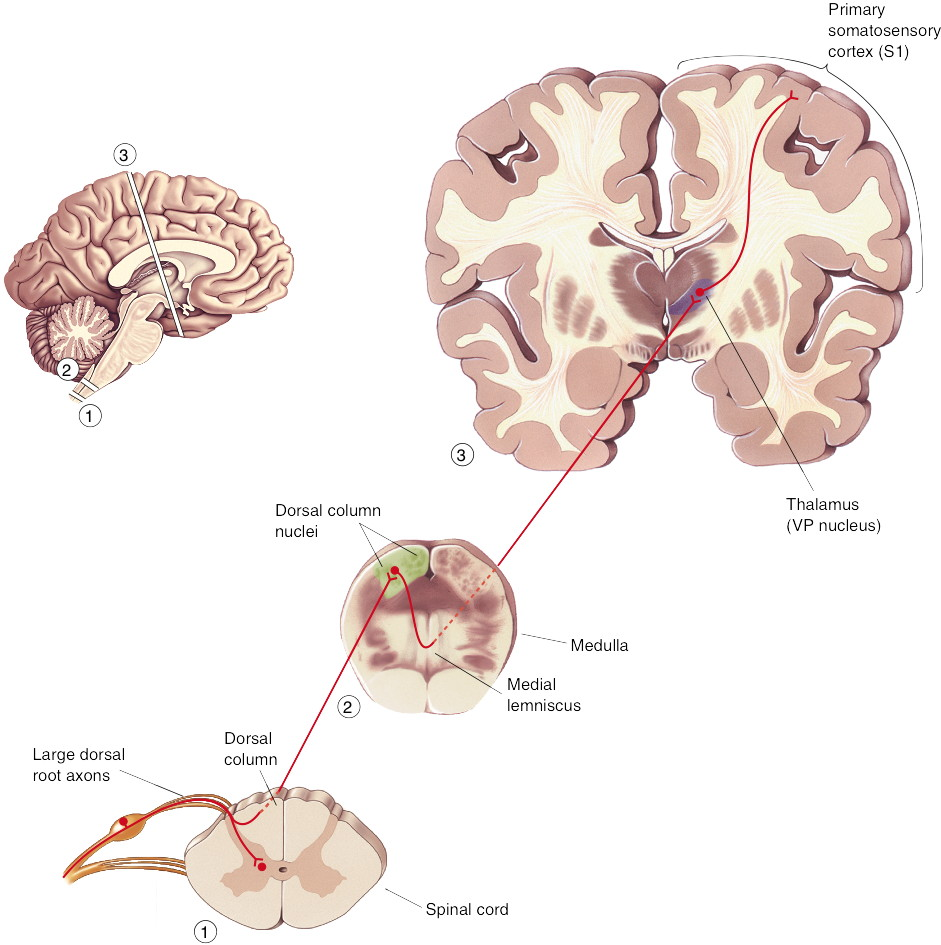 Primary
somatosensory
cortex (S1)
3
2
1
3
Thalamus
(VP nucleus)
Dorsal column
nuclei
Medulla
Medial
lemniscus
2
Dorsal
column
Large dorsal
root axons
Spinal cord
1